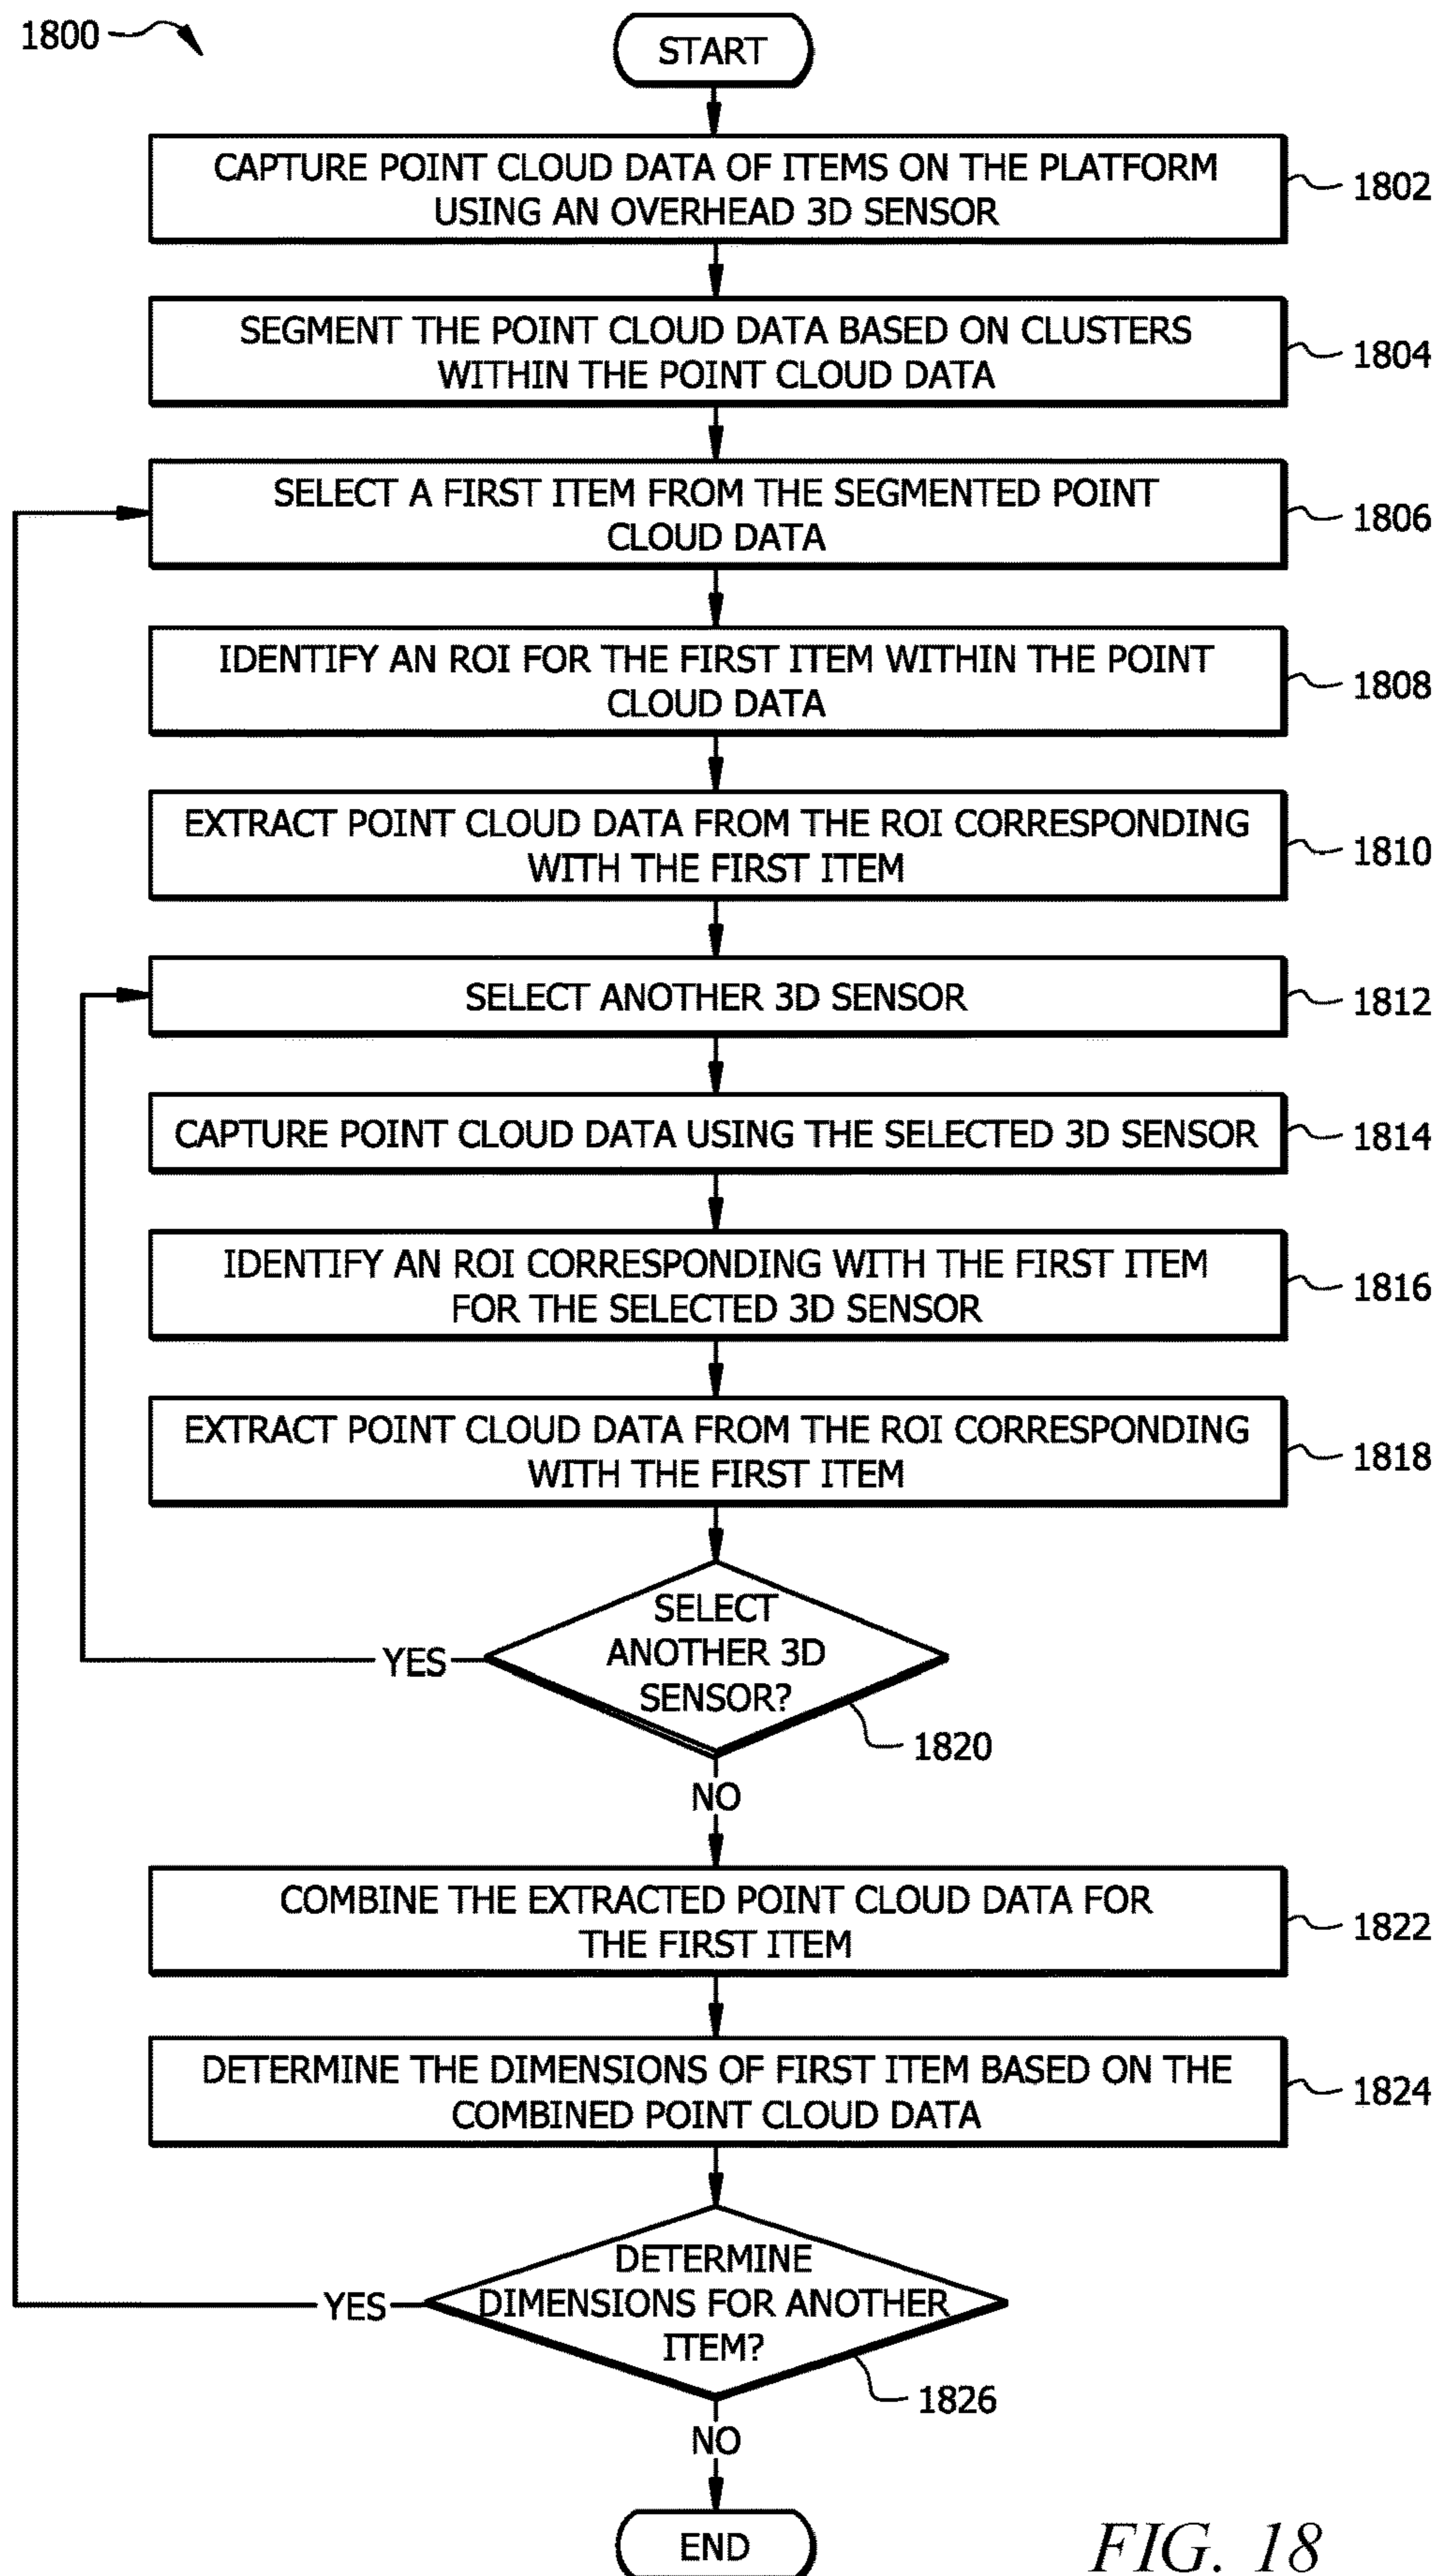 1800
START
CAPTURE POINT CLOUD DATA OF ITEMS ON THE PLATFORM
USING AN OVERHEAD 3D SENSOR
1802
SEGMENT THE POINT CLOUD DATA BASED ON CLUSTERS
WITHIN THE POINT CLOUD DATA
1804
SELECT A FIRST ITEM FROM THE SEGMENTED POINT
CLOUD DATA
1806
IDENTIFY AN ROI FOR THE FIRST ITEM WITHIN THE POINT
CLOUD DATA
1808
EXTRACT POINT CLOUD DATA FROM THE ROI CORRESPONDING
WITH THE FIRST ITEM
1810
SELECT ANOTHER 3D SENSOR
1812
CAPTURE POINT CLOUD DATA USING THE SELECTED 3D SENSOR
1814
IDENTIFY AN ROI CORRESPONDING WITH THE FIRST ITEM
FOR THE SELECTED 3D SENSOR
1816
EXTRACT POINT CLOUD DATA FROM THE ROI CORRESPONDING
WITH THE FIRST ITEM
1818
SELECT
ANOTHER 3D
SENSOR?
YES
1820
NO
COMBINE THE EXTRACTED POINT CLOUD DATA FOR
THE FIRST ITEM
1822
DETERMINE THE DIMENSIONS OF FIRST ITEM BASED ON THE
COMBINED POINT CLOUD DATA
1824
DETERMINE
DIMENSIONS FOR ANOTHER
ITEM?
YES
1826
NO
END
FIG. 18